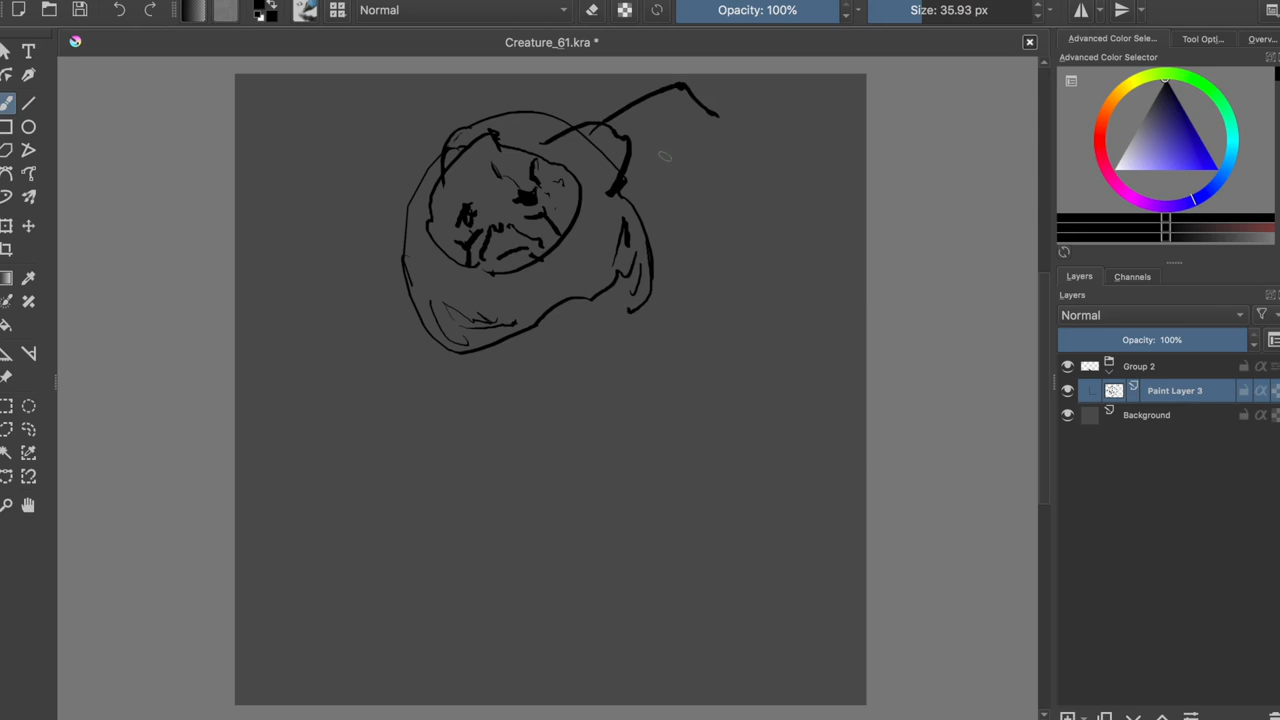 Normal
Opacity: 100%
Size: 35.93 px
Creature_61.kra *
Advanced Color Sele...
Tool Opti...
Overv...
Advanced Color Selector
Layers
Channels
Layers
Normal
Opacity: 100%
Group 2
Paint Layer 3
Background